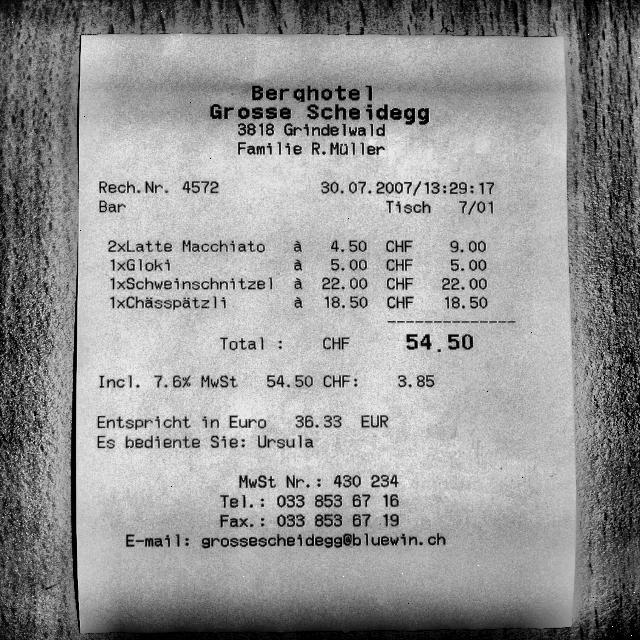 Berghotel
Grosse Scheidegg
3818 Grindelwald
Familie R.Müller
Rech.Nr. 4572 30.07.2007/13:29:17
Bar Tisch 7/01
2xLatte Macchiato à 4.50 CHF 9.00
1xGloki à 5.00 CHF 5.00
1xSchweinschnitzel à 22.00 CHF 22.00
1xChässpätzli à 18.50 CHF 18.50
Total : CHF 54.50
Incl. 7.6% MwSt 54.50 CHF: 3.85
Entspricht in Euro 36.33 EUR
Es bediente Sie: Ursula
MwSt Nr.: 430 234
Tel.: 033 853 67 16
Fax.: 033 853 67 19
E-mail: grossescheidegg@bluewin.ch